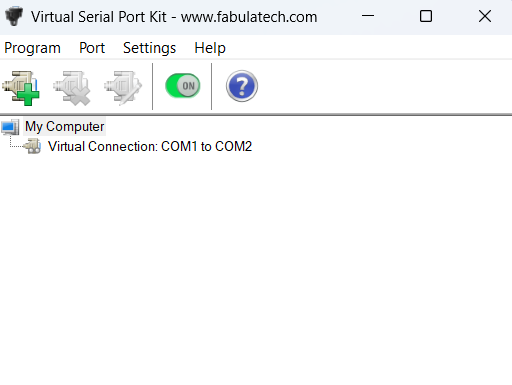 Virtual Serial Port Kit - www.fabulatech.com
Program Port Settings Help
ON ?
My Computer
Virtual Connection: COM1 to COM2